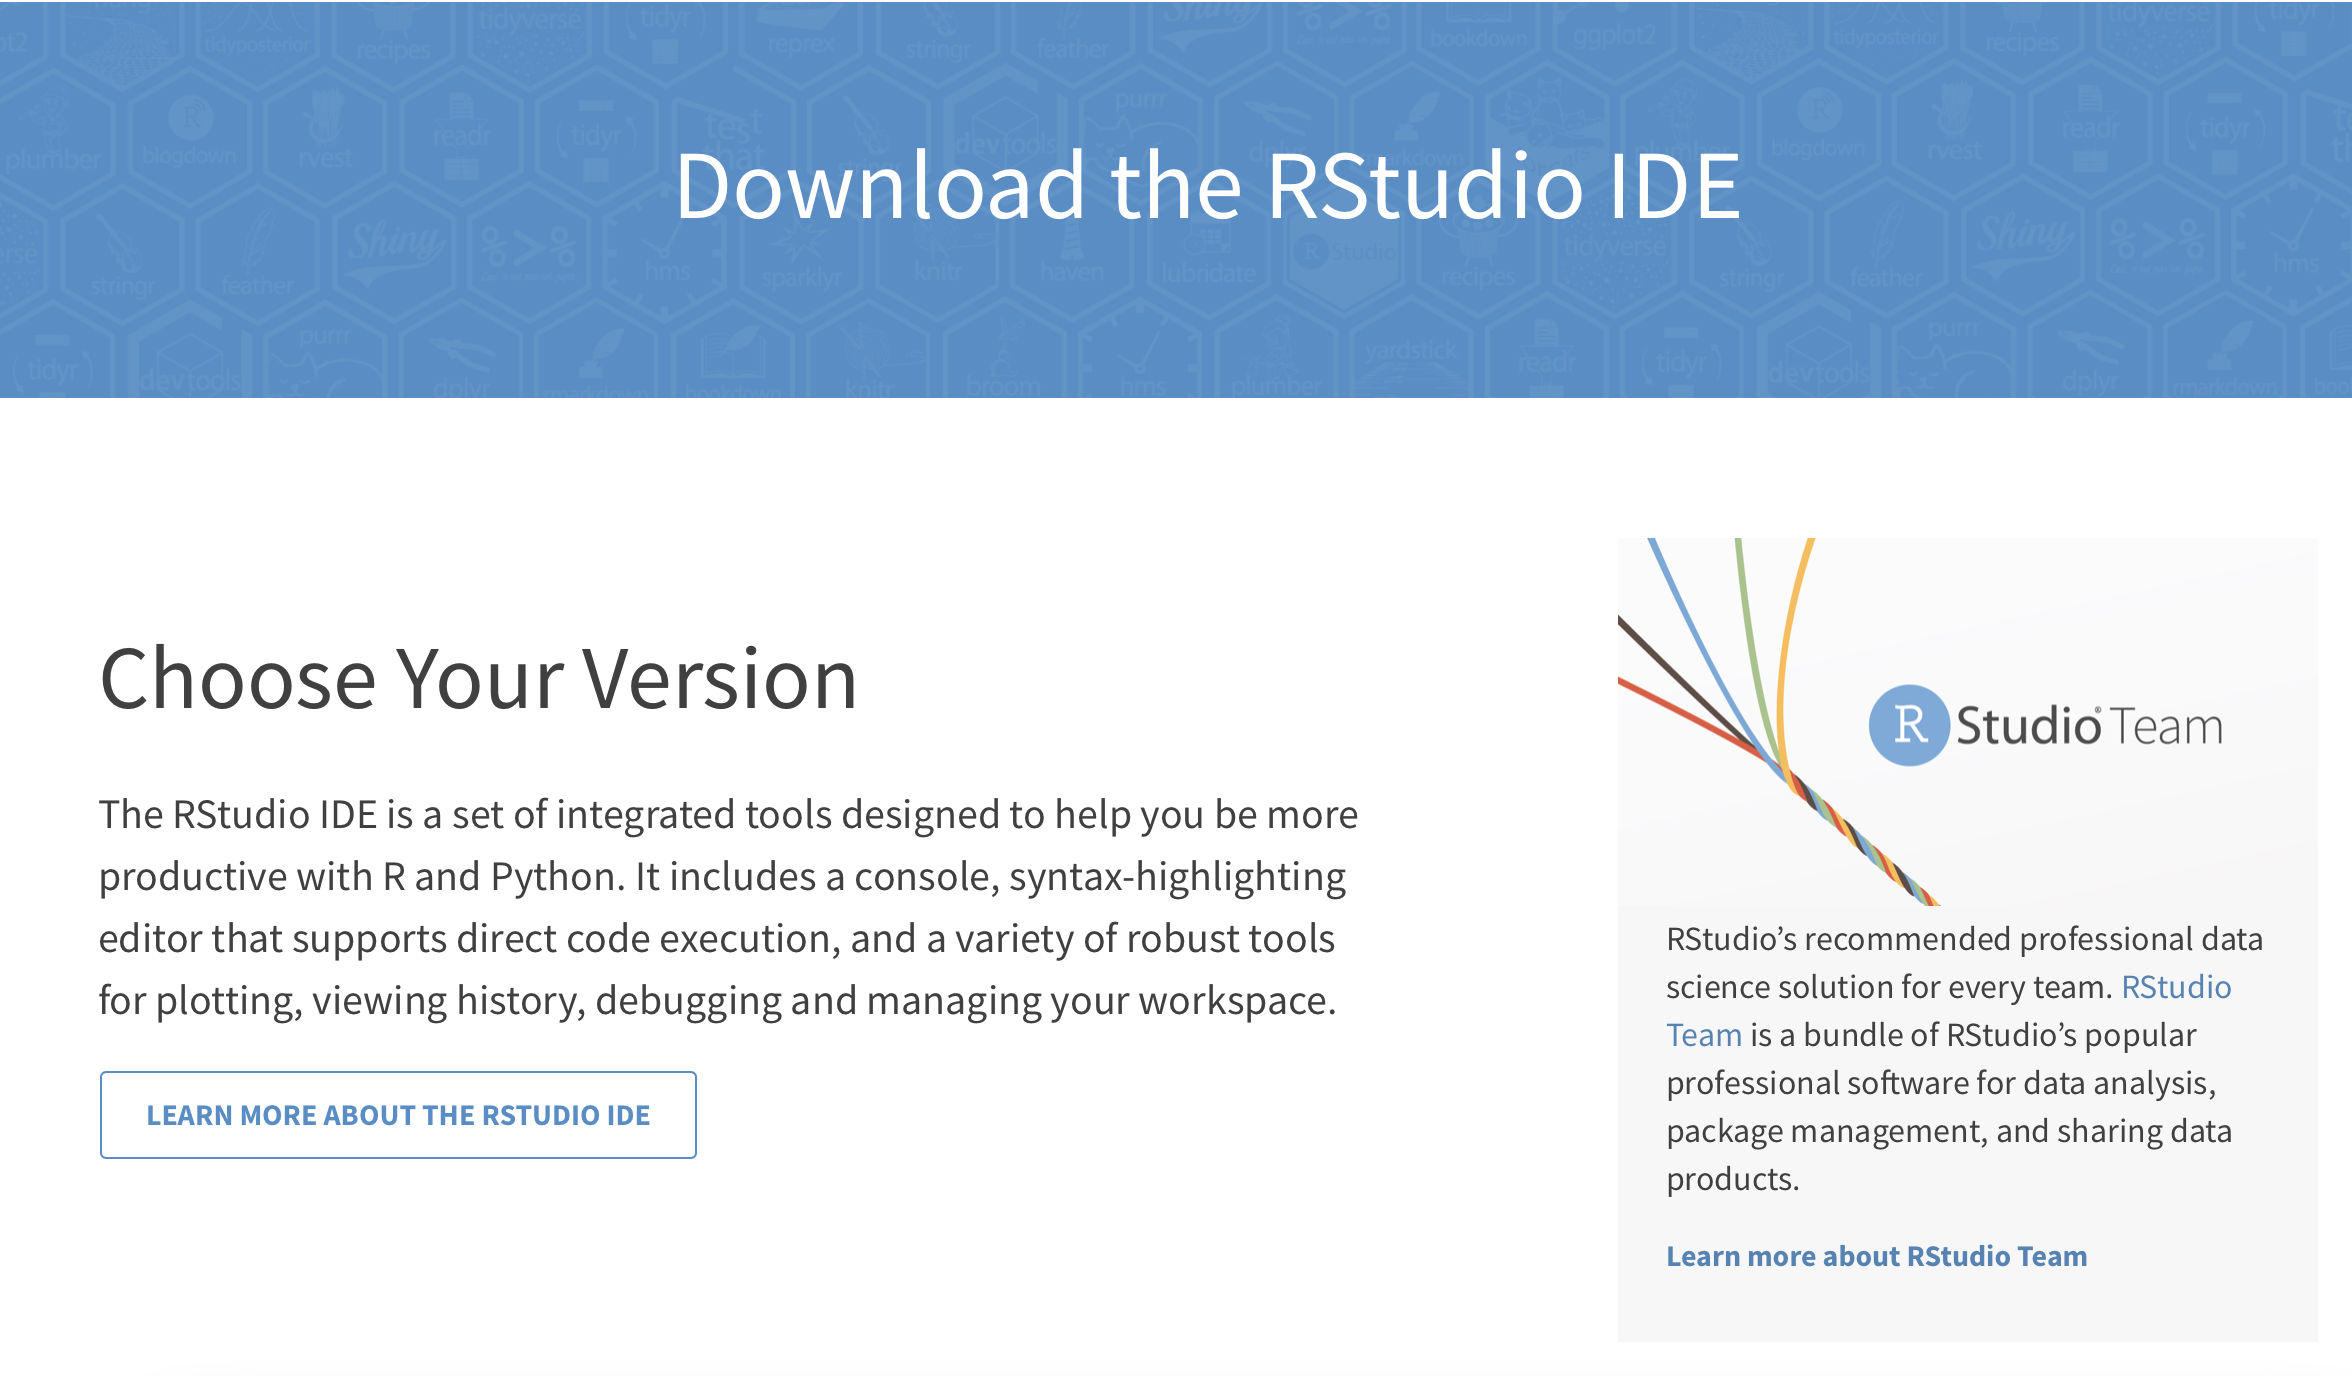 Download the RStudio IDE
Choose Your Version
The RStudio IDE is a set of integrated tools designed to help you be more
productive with R and Python. It includes a console, syntax-highlighting
editor that supports direct code execution, and a variety of robust tools
for plotting, viewing history, debugging and managing your workspace.
LEARN MORE ABOUT THE RSTUDIO IDE
R Studio® Team
RStudio’s recommended professional data
science solution for every team. RStudio
Team is a bundle of RStudio’s popular
professional software for data analysis,
package management, and sharing data
products.
Learn more about RStudio Team